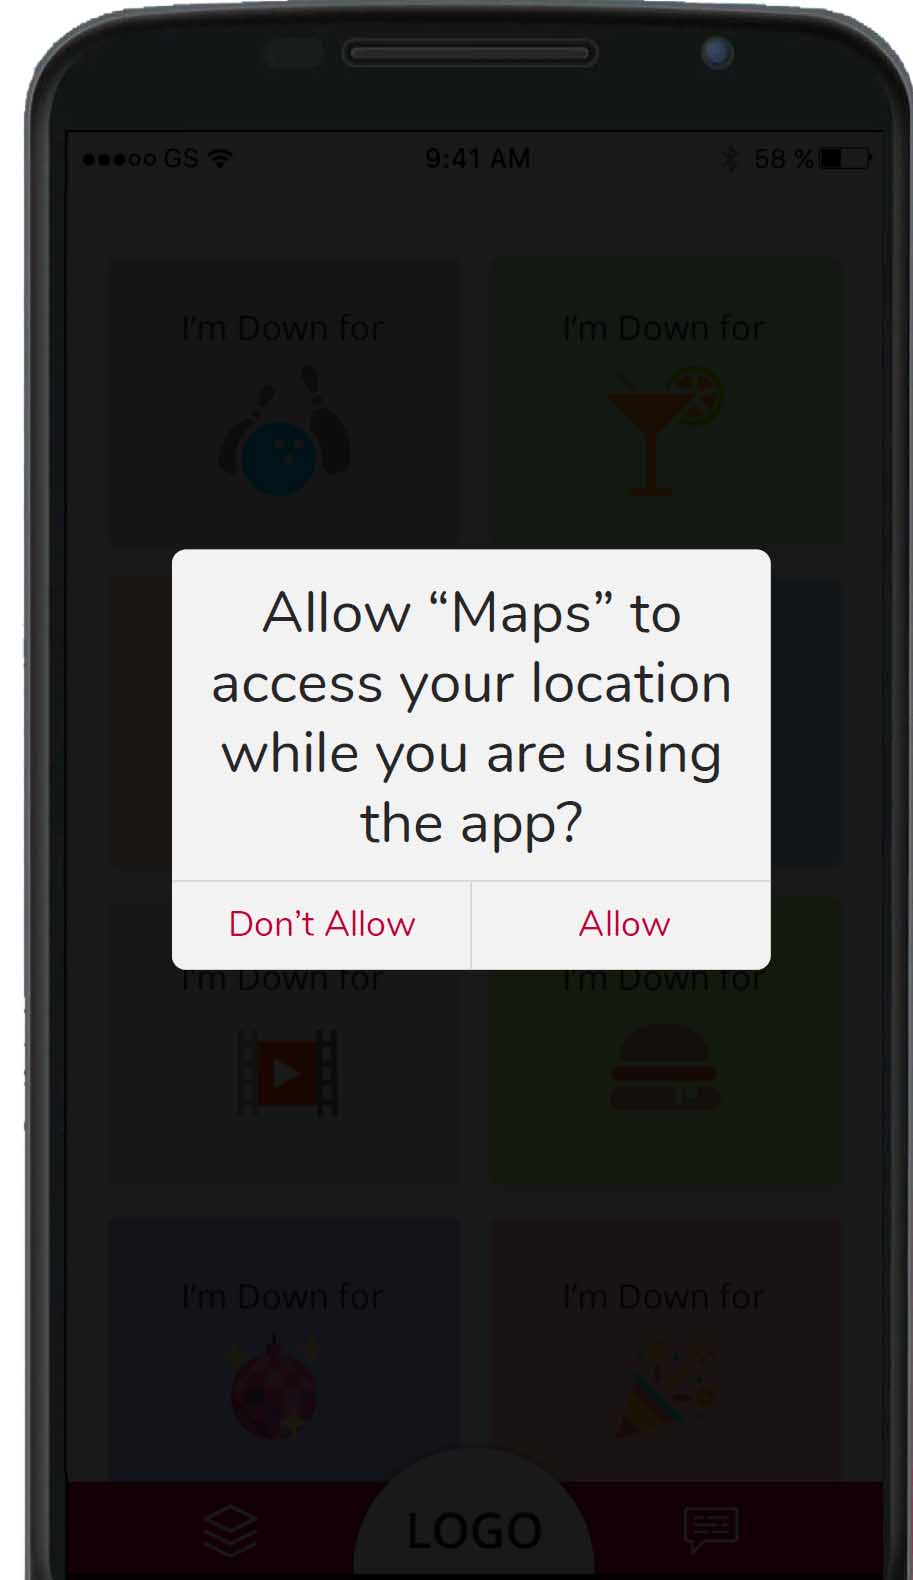 GS 9:41 AM 58 %
I'm Down for I'm Down for
Allow “Maps” to
access your location
while you are using
the app?
Don’t Allow Allow
I'm Down for I'm Down for
I'm Down for I'm Down for
LOGO